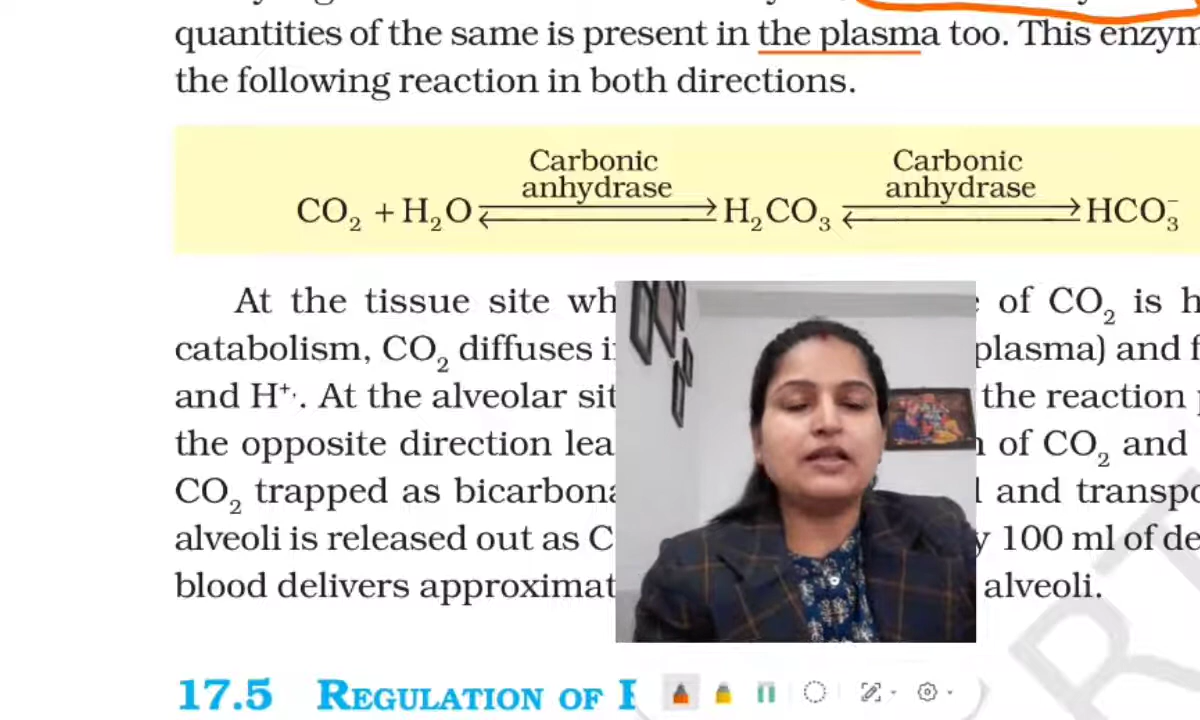 quantities of the same is present in the plasma too. This enzym
the following reaction in both directions.
Carbonic anhydrase Carbonic anhydrase
CO₂ + H₂O ⇌ H₂CO₃ ⇌ HCO₃⁻
At the tissue site wh of CO₂ is h
catabolism, CO₂ diffuses i plasma) and f
and H⁺. At the alveolar sit the reaction
the opposite direction lea of CO₂ and
CO₂ trapped as bicarbona and transpo
alveoli is released out as C y 100 ml of de
blood delivers approximat alveoli.
17.5 REGULATION OF